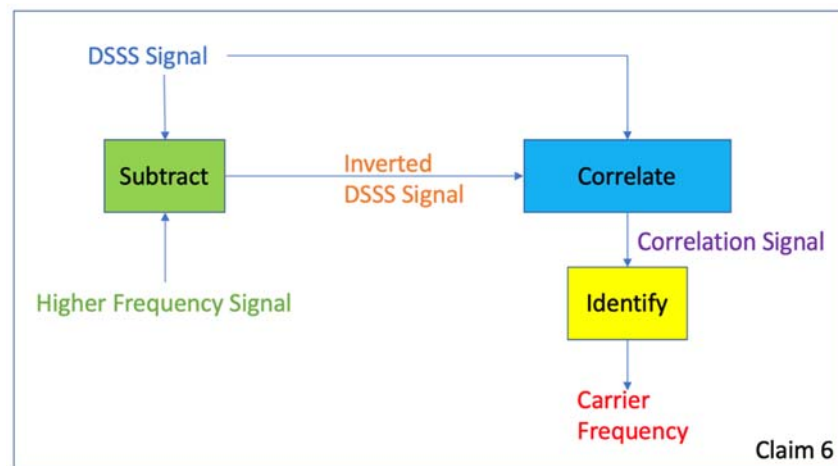 DSSS Signal
Subtract
Inverted
DSSS Signal
Correlate
Correlation Signal
Higher Frequency Signal
Identify
Carrier
Frequency
Claim 6